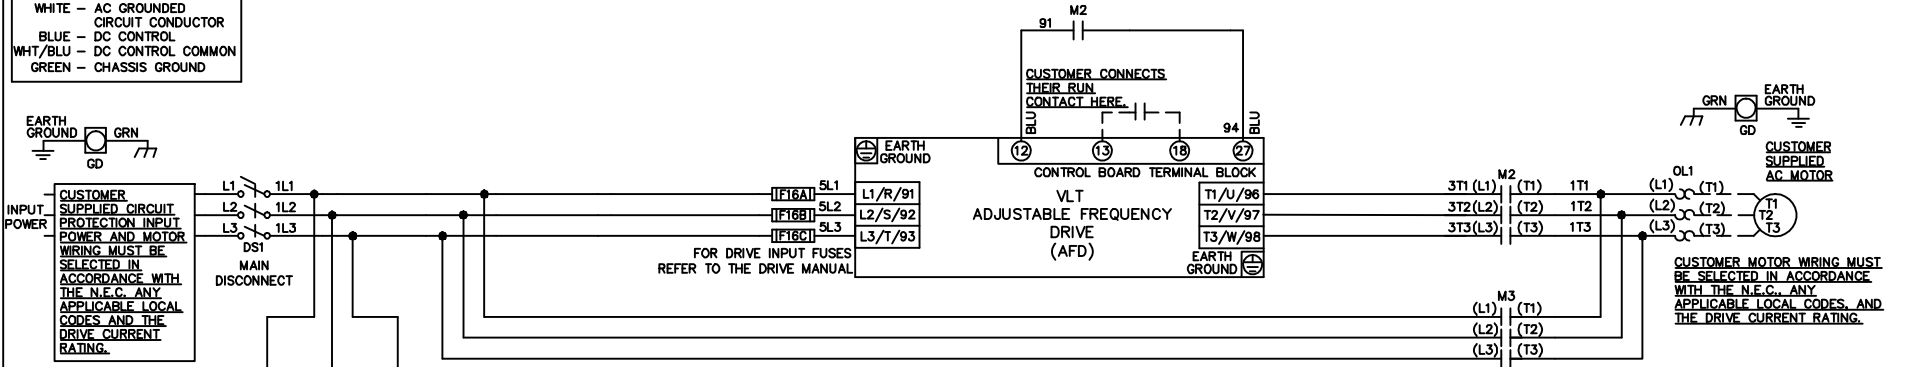 WHITE – AC GROUNDED
CIRCUIT CONDUCTOR
BLUE – DC CONTROL
WHT/BLU – DC CONTROL COMMON
GREEN – CHASSIS GROUND
EARTH
GROUND
GRN
GD
INPUT
POWER
CUSTOMER
SUPPLIED CIRCUIT
PROTECTION INPUT
POWER AND MOTOR
WIRING MUST BE
SELECTED IN
ACCORDANCE WITH
THE N.E.C. ANY
APPLICABLE LOCAL
CODES AND THE
DRIVE CURRENT
RATING.
L1 1L1
L2 1L2
L3 1L3
DS1
MAIN
DISCONNECT
F16A 5L1
F16B 5L2
F16C 5L3
FOR DRIVE INPUT FUSES
REFER TO THE DRIVE MANUAL
M2
91
CUSTOMER CONNECTS
THEIR RUN
CONTACT HERE.
BLU
94 BLU
12 13 18 27
CONTROL BOARD TERMINAL BLOCK
EARTH
GROUND
L1/R/91
L2/S/92
L3/T/93
VLT
ADJUSTABLE FREQUENCY
DRIVE
(AFD)
T1/U/96
T2/V/97
T3/W/98
EARTH
GROUND
M2
3T1 (L1) (T1) 1T1
3T2(L2) (T2) 1T2
3T3(L3) (T3) 1T3
M3
(L1) (T1)
(L2) (T2)
(L3) (T3)
GRN
EARTH
GROUND
GD
CUSTOMER
SUPPLIED
AC MOTOR
OL1
(L1) (T1)
(L2) (T2)
(L3) (T3)
T1
T2
T3
CUSTOMER MOTOR WIRING MUST
BE SELECTED IN ACCORDANCE
WITH THE N.E.C., ANY
APPLICABLE LOCAL CODES, AND
THE DRIVE CURRENT RATING.